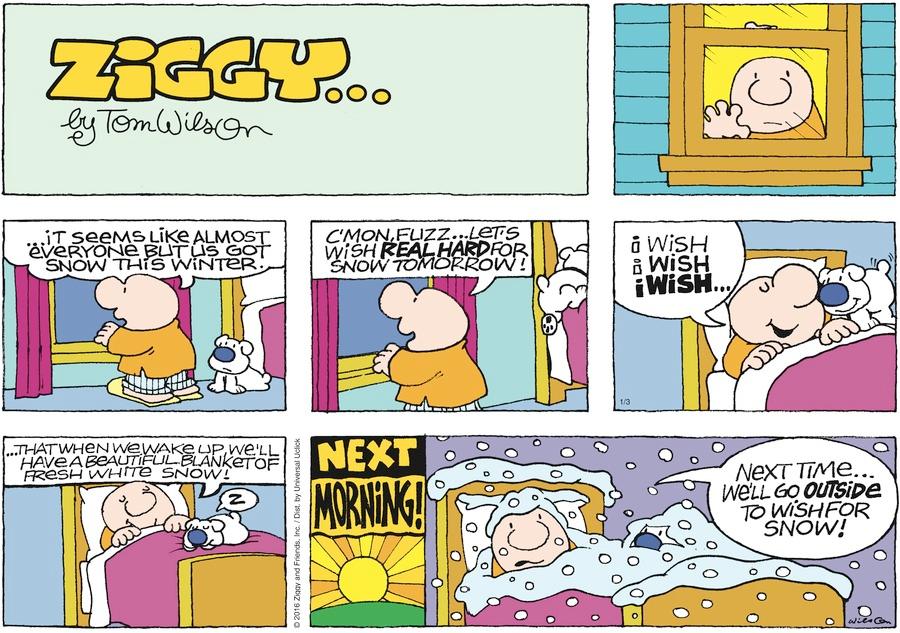 ZiGGY...
by Tom Wilson
...iT SEEMS LiKE ALMOST
EVERYONE BUT US GOT
SNOW THiS WiNTER.
C'MON, FUZZ...LET'S
WiSH REAL HARD FOR
SNOW TOMORROW!
i WiSH
i WiSH
i WiSH...
1/3
...THAT WHEN WE WAKE UP, WE'LL
HAVE A BEAUTiFUL BLANKET OF
FRESH WHiTE SNOW!
Z
© 2016 Ziggy and Friends, Inc. / Dist. by Universal Uclick
NEXT
MORNiNG!
NEXT TiME...
WE'LL GO OUTSiDE
TO WiSH FOR
SNOW!
WiLSOn